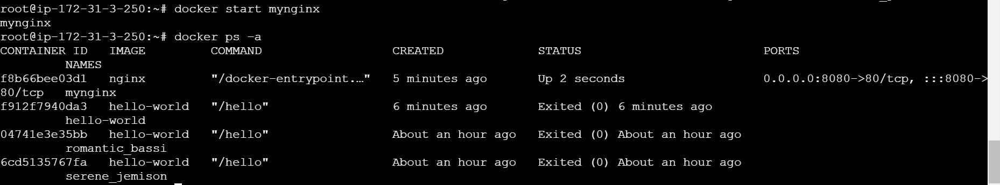 root@ip-172-31-3-250:~# docker start mynginx
mynginx
root@ip-172-31-3-250:~# docker ps -a
CONTAINER ID   IMAGE         COMMAND                  CREATED             STATUS                         PORTS
         NAMES
f8b66bee03d1   nginx         "/docker-entrypoint.…"   5 minutes ago       Up 2 seconds                   0.0.0.0:8080->80/tcp, :::8080->
80/tcp   mynginx
f912f7940da3   hello-world   "/hello"                 6 minutes ago       Exited (0) 6 minutes ago
         hello-world
04741e3e35bb   hello-world   "/hello"                 About an hour ago   Exited (0) About an hour ago
         romantic_bassi
6cd5135767fa   hello-world   "/hello"                 About an hour ago   Exited (0) About an hour ago
         serene_jemison